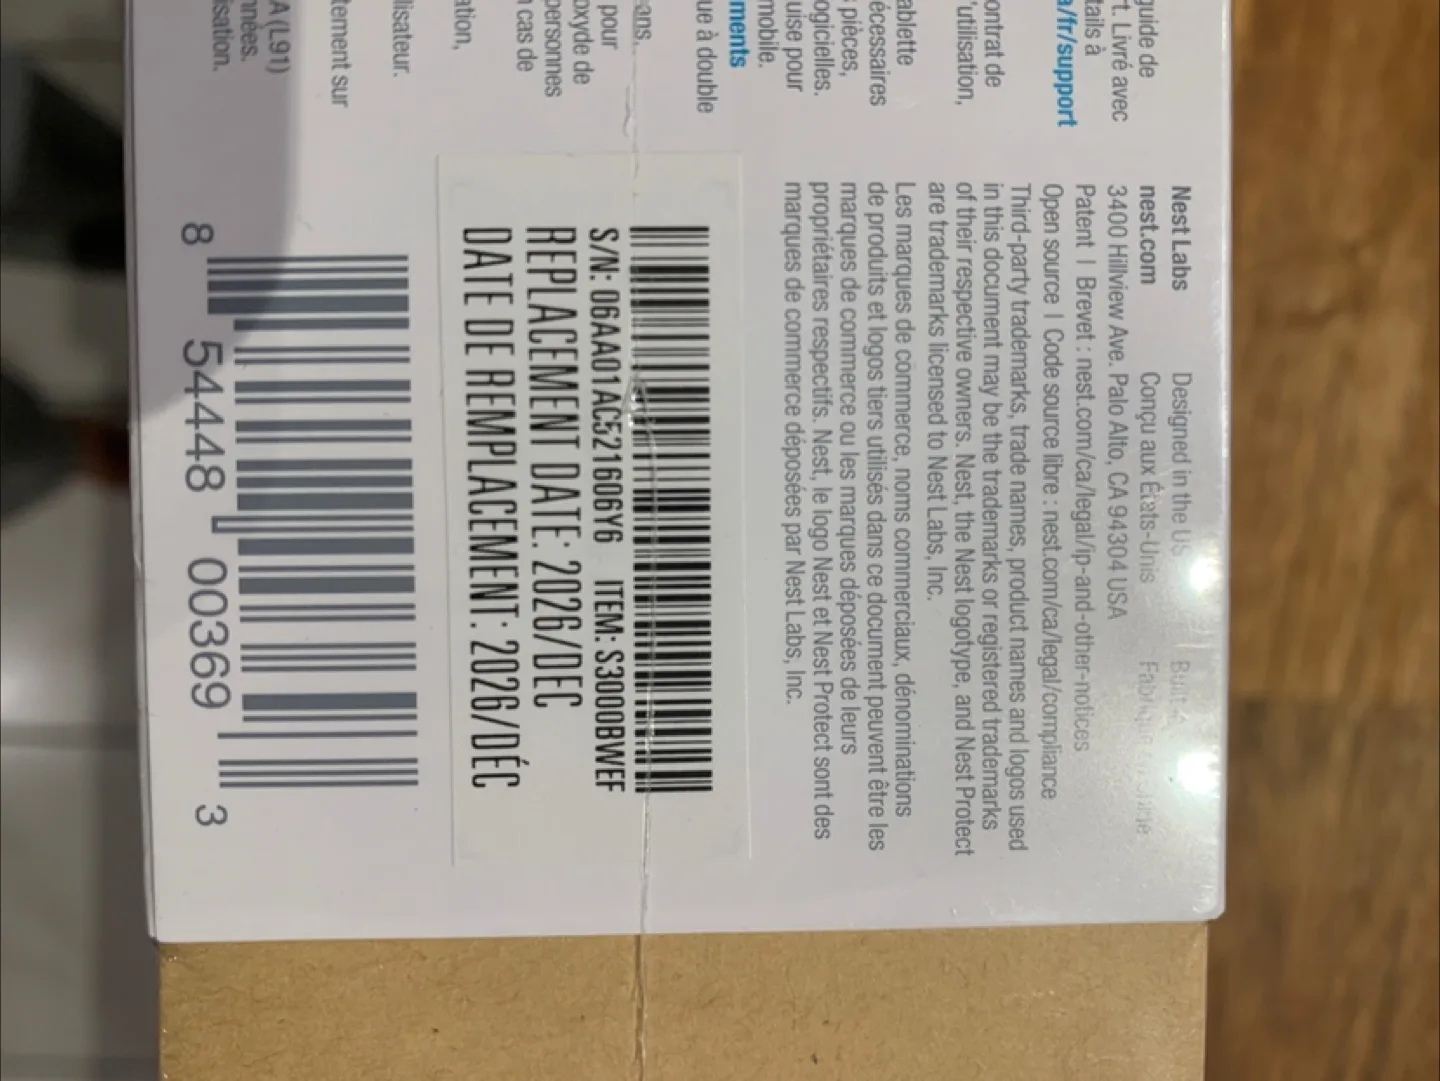 guide de
rt. Livré avec
tails à
a/fr/support
ontrat de
'utilisation,
ablette
écessaires
pièces,
ogicielles.
uise pour
mobile.
ments
ue à double
ans,
pour
oxyde de
personnes
cas de
ation,
lisateur.
tement sur
A (L91)
nnées.
isation.
Nest Labs Designed in the US Built
nest.com Conçu aux États-Unis
3400 Hillview Ave. Palo Alto, CA 94304 USA
Patent | Brevet : nest.com/ca/legal/ip-and-other-notices
Open source | Code source libre : nest.com/ca/legal/compliance
Third-party trademarks, trade names, product names and logos used
in this document may be the trademarks or registered trademarks
of their respective owners. Nest, the Nest logotype, and Nest Protect
are trademarks licensed to Nest Labs, Inc.
Les marques de commerce, noms commerciaux, dénominations
de produits et logos tiers utilisés dans ce document peuvent être les
marques de commerce ou les marques déposées de leurs
propriétaires respectifs. Nest, le logo Nest et Nest Protect sont des
marques de commerce déposées par Nest Labs, Inc.
S/N: 06AA01AC521606Y6 ITEM: S3000BWEF
REPLACEMENT DATE: 2026/DEC
DATE DE REMPLACEMENT: 2026/DÉC
8 54448 00369 3